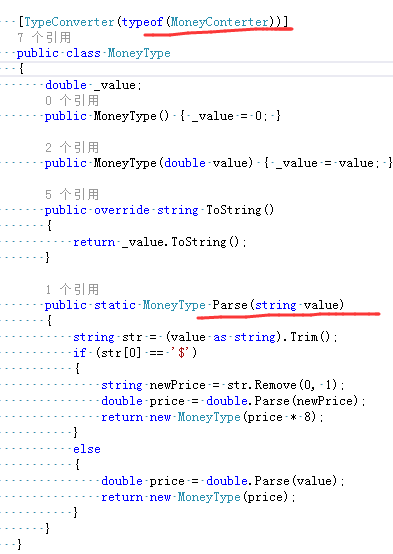 [TypeConverter(typeof(MoneyConterter))]
7 个引用
public class MoneyType
{
double _value;
0 个引用
public MoneyType() { _value = 0; }
2 个引用
public MoneyType(double value) { _value = value; }
5 个引用
public override string ToString()
{
return _value.ToString();
}
1 个引用
public static MoneyType Parse(string value)
{
string str = (value as string).Trim();
if (str[0] == '$')
{
string newPrice = str.Remove(0, 1);
double price = double.Parse(newPrice);
return new MoneyType(price * 8);
}
else
{
double price = double.Parse(value);
return new MoneyType(price);
}
}
}